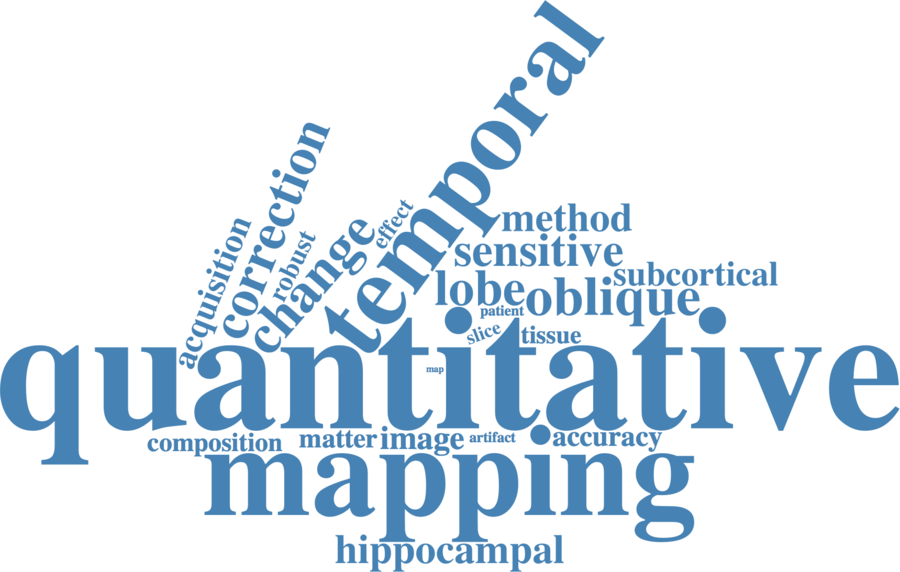 temporal
correction
acquisition
robust
change
effect
method
sensitive
subcortical
lobe
oblique
patient
slice
tissue
quantitative
map
composition
matter
image
artifact
accuracy
mapping
hippocampal